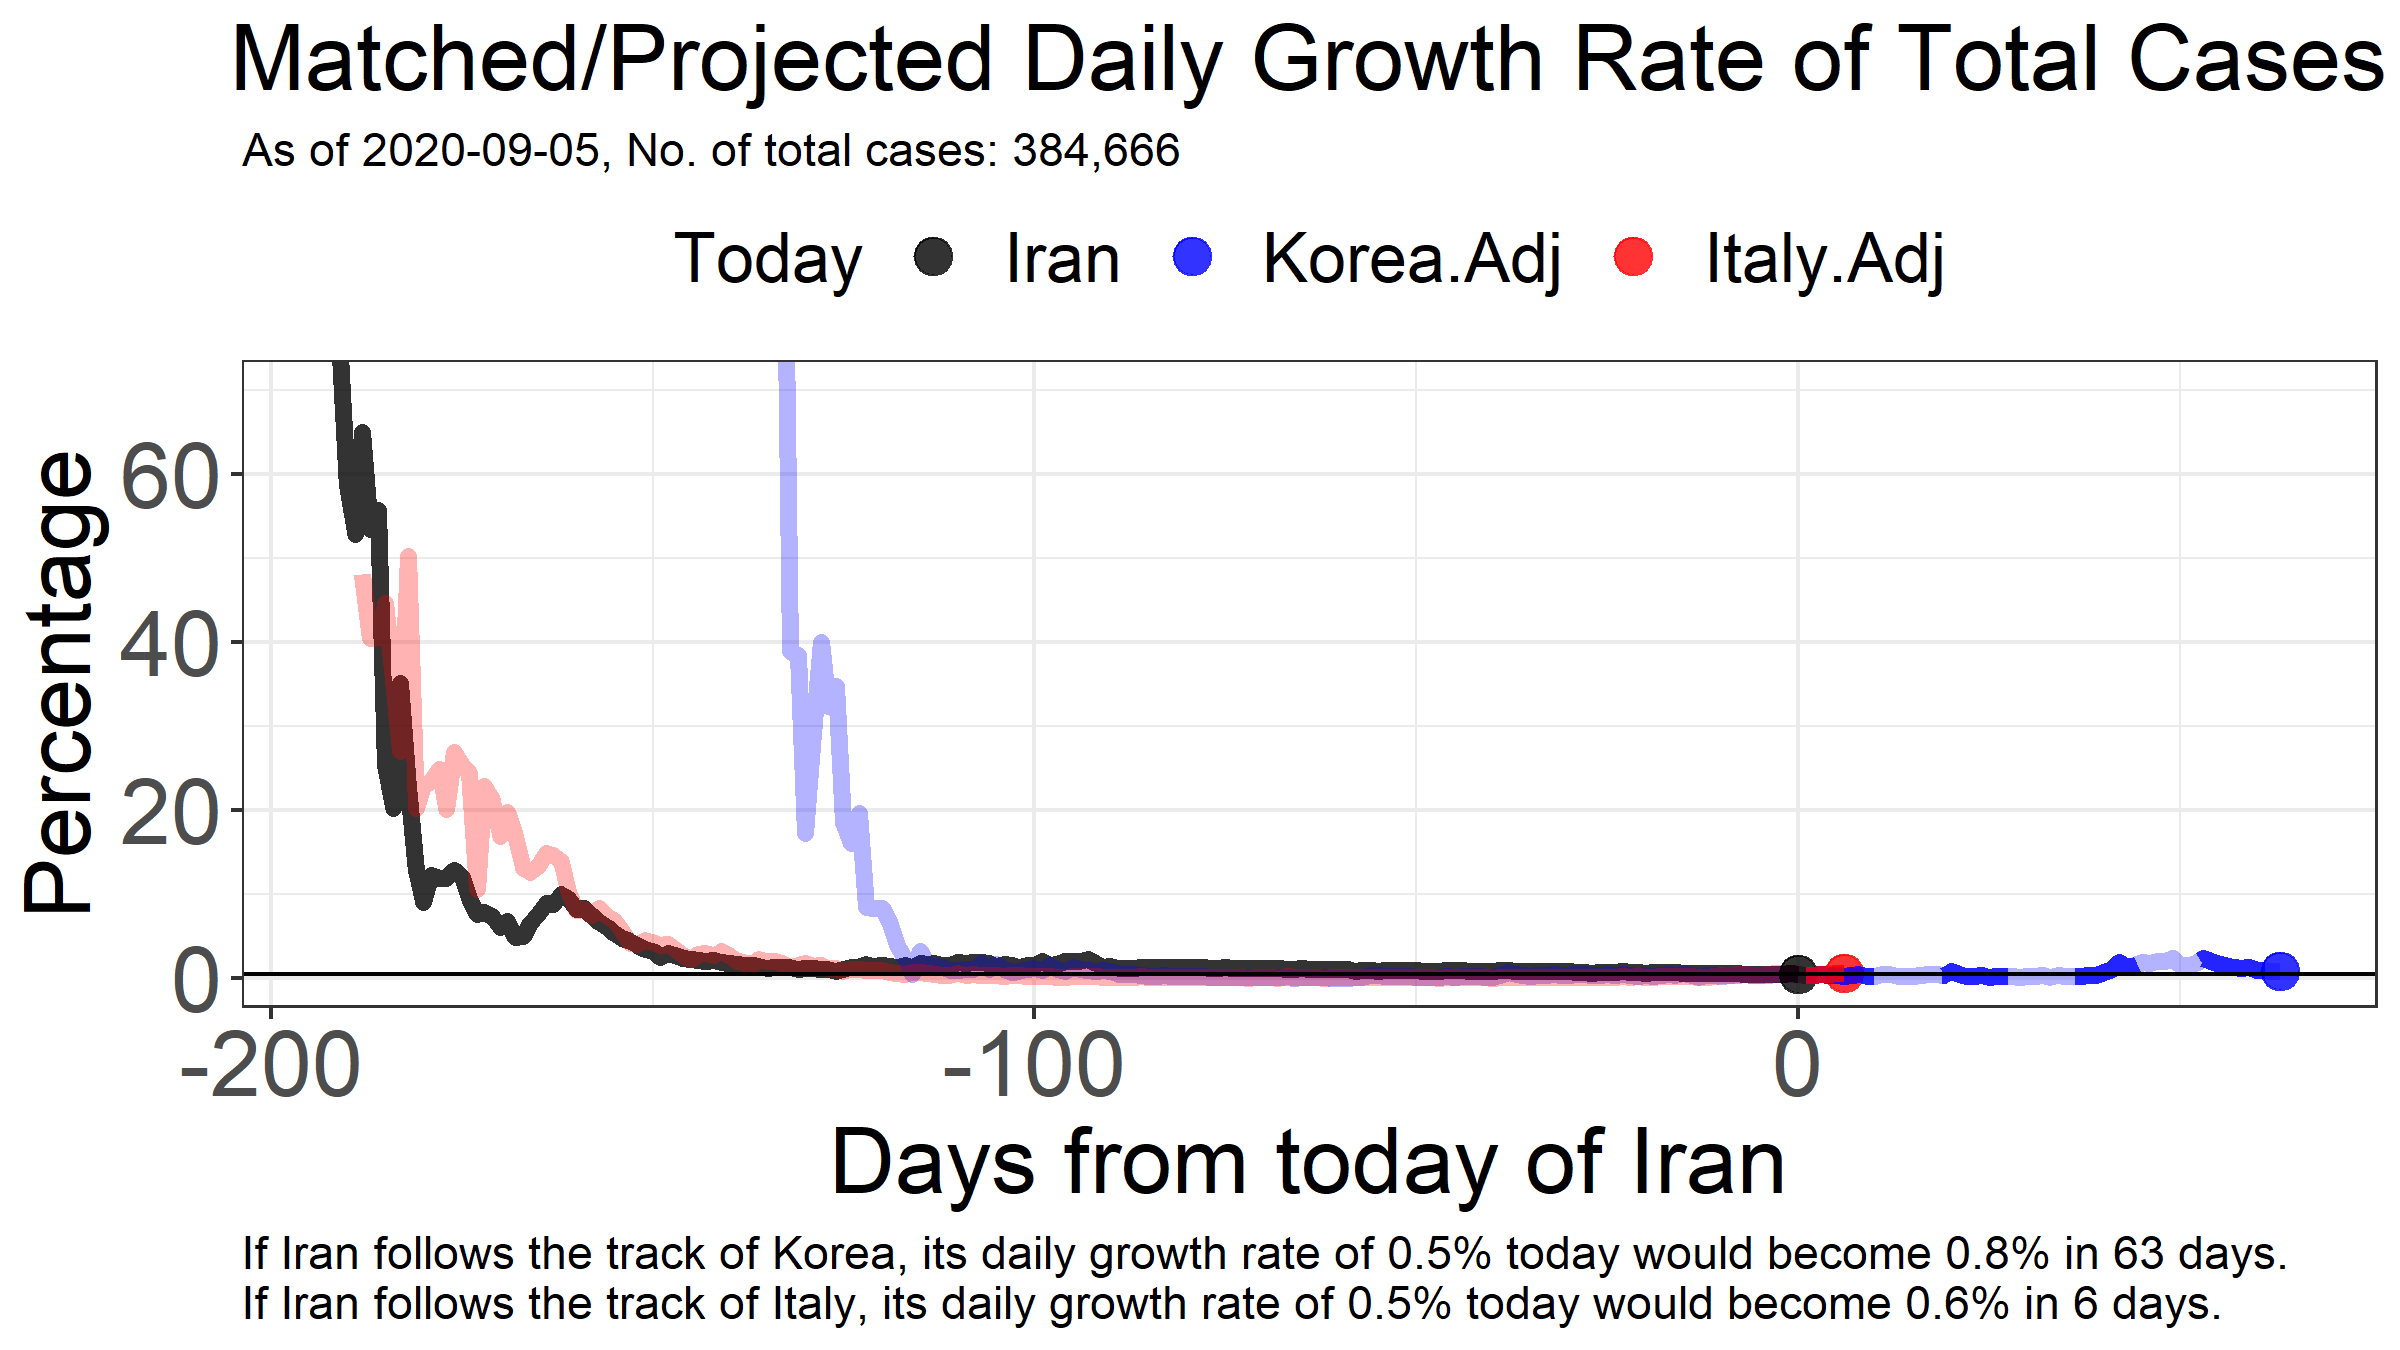 Matched/Projected Daily Growth Rate of Total Cases
As of 2020-09-05, No. of total cases: 384,666
Today Iran Korea.Adj Italy.Adj
Percentage
60
40
20
0
-200 -100 0
Days from today of Iran
If Iran follows the track of Korea, its daily growth rate of 0.5% today would become 0.8% in 63 days.
If Iran follows the track of Italy, its daily growth rate of 0.5% today would become 0.6% in 6 days.